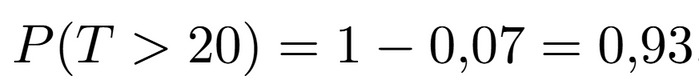 P(T > 20) = 1 − 0,07 = 0,93